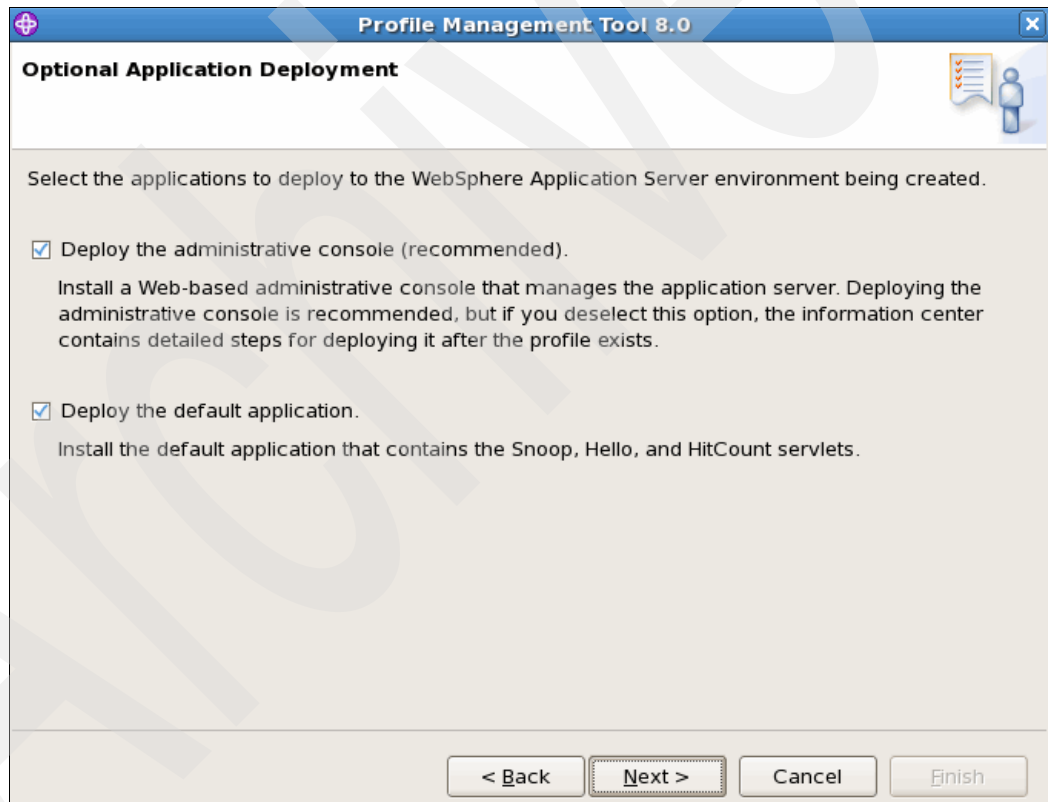 Profile Management Tool 8.0
Optional Application Deployment
Select the applications to deploy to the WebSphere Application Server environment being created.
Deploy the administrative console (recommended).
Install a Web-based administrative console that manages the application server. Deploying the
administrative console is recommended, but if you deselect this option, the information center
contains detailed steps for deploying it after the profile exists.
Deploy the default application.
Install the default application that contains the Snoop, Hello, and HitCount servlets.
< Back Next > Cancel Finish
Archive